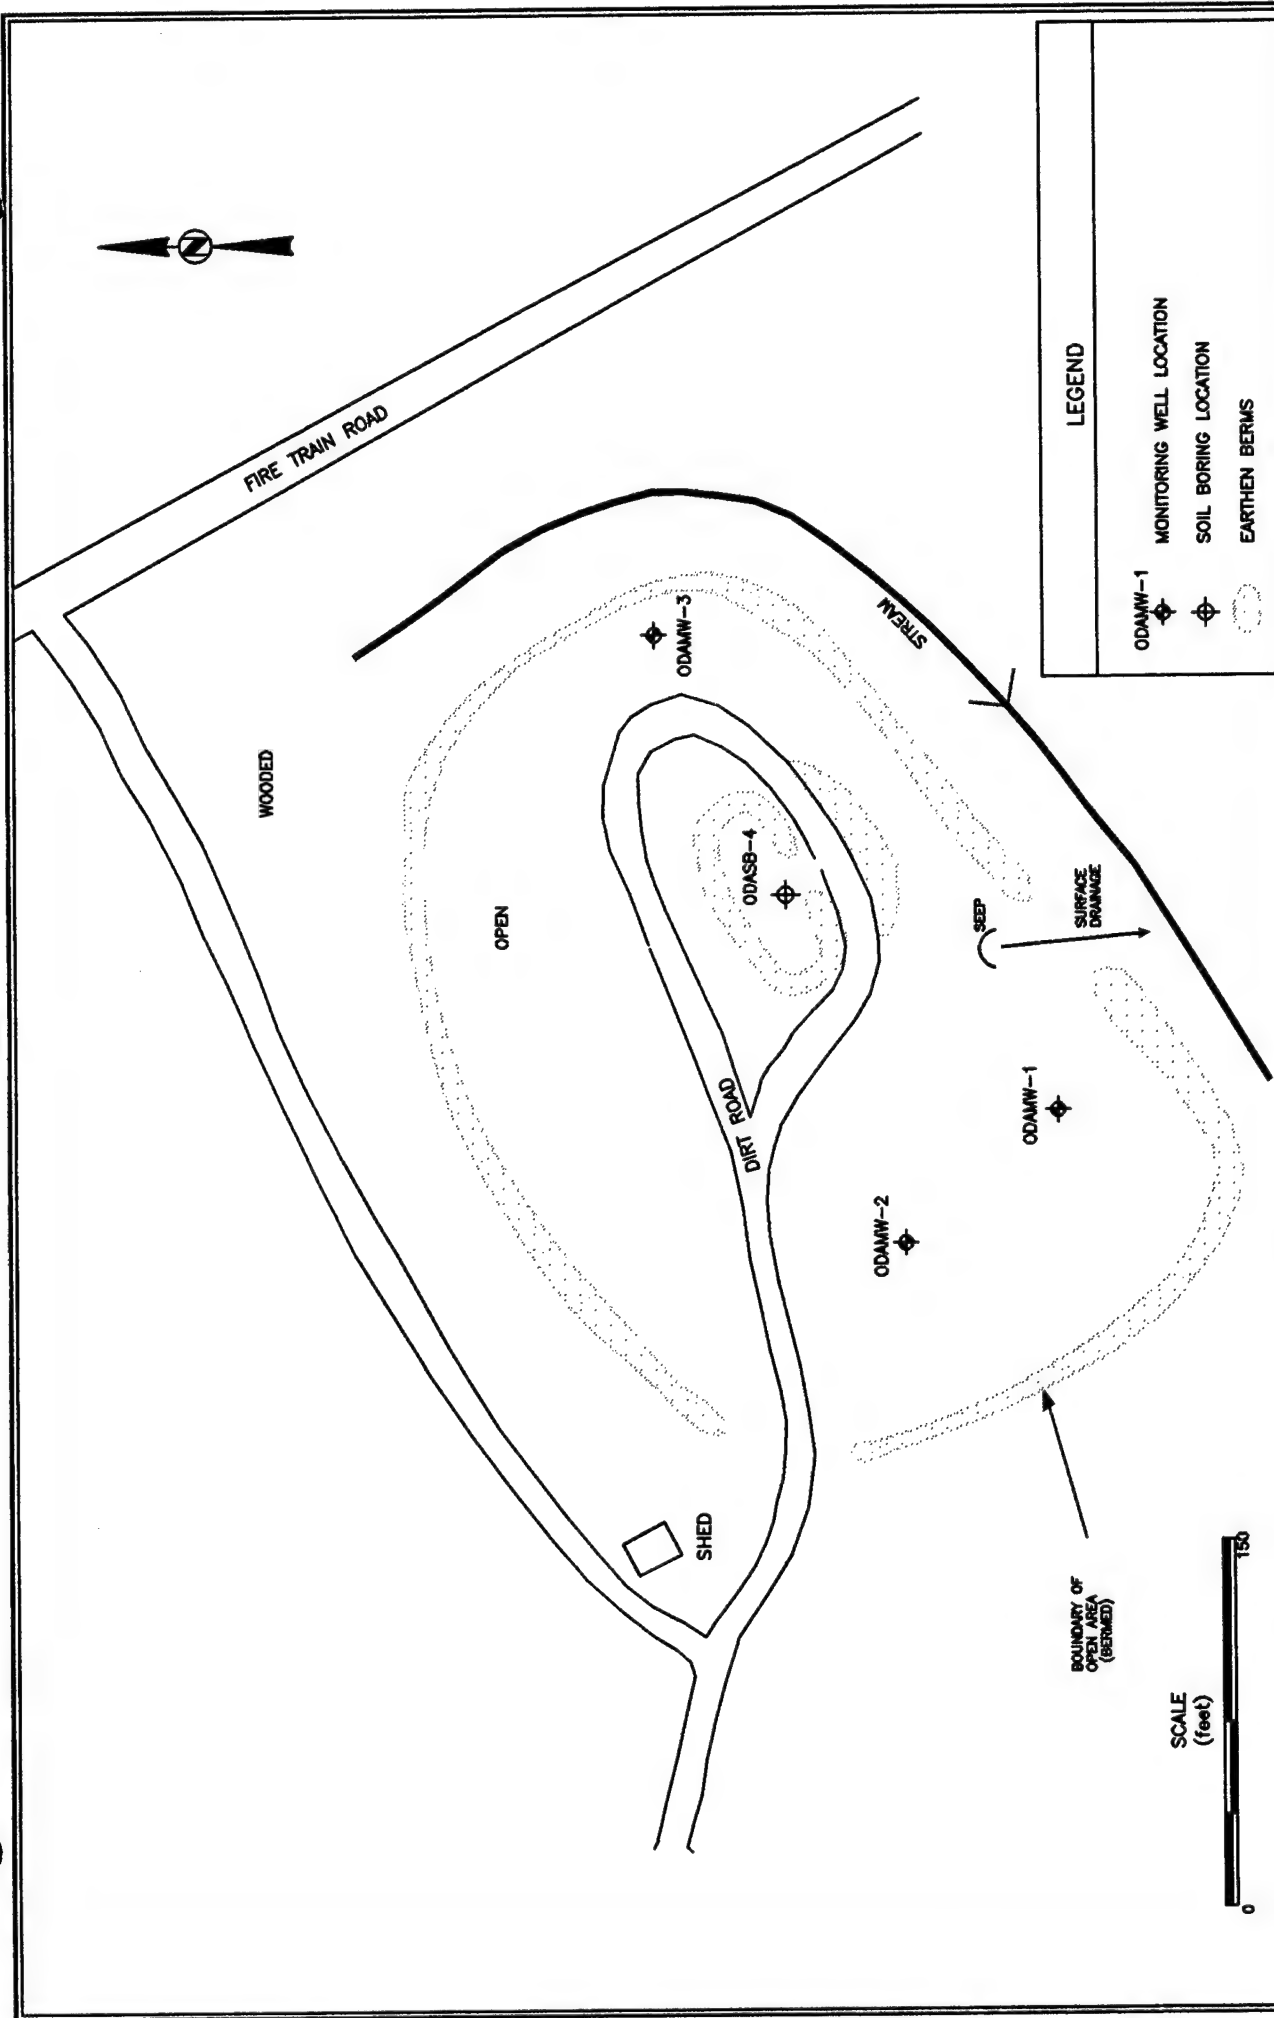 N
FIRE TRAIN ROAD
WOODED
OPEN
ODAMW-3
STREAM
ODASB-4
SEEP
SURFACE
DRAINAGE
DIRT ROAD
ODAMW-2
ODAMW-1
SHED
BOUNDARY OF
OPEN AREA
(BERMED)
SCALE
(feet)
0
150
LEGEND
ODAMW-1
MONITORING WELL LOCATION
SOIL BORING LOCATION
EARTHEN BERMS